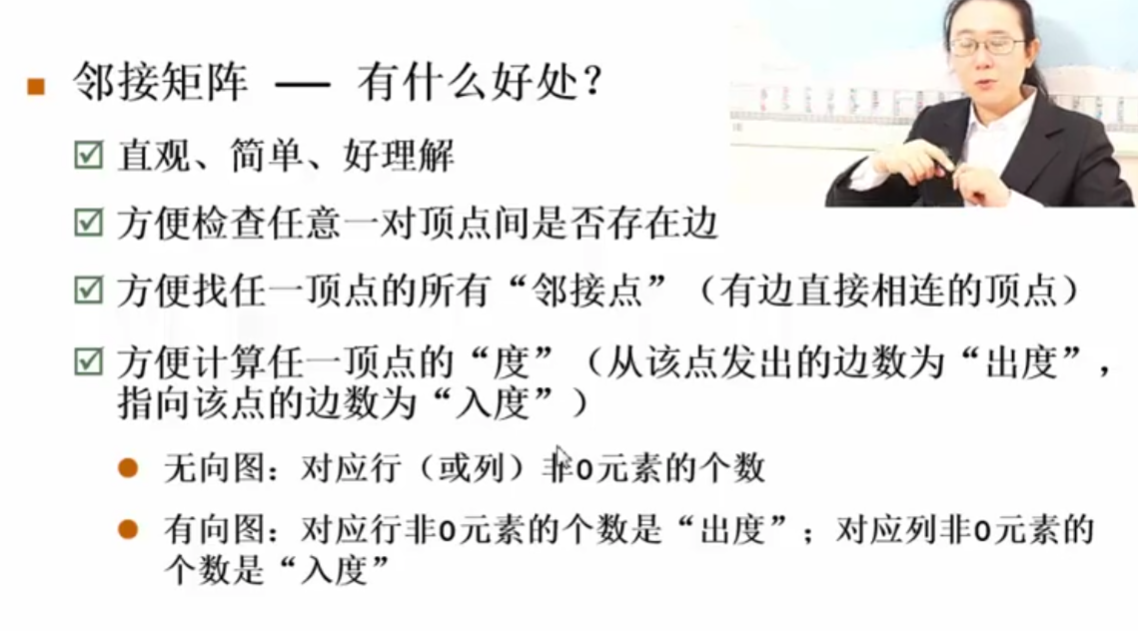 邻接矩阵 — 有什么好处？
直观、简单、好理解
方便检查任意一对顶点间是否存在边
方便找任一顶点的所有“邻接点”（有边直接相连的顶点）
方便计算任一顶点的“度”（从该点发出的边数为“出度”，
指向该点的边数为“入度”）
无向图：对应行（或列）非0元素的个数
有向图：对应行非0元素的个数是“出度”；对应列非0元素的
个数是“入度”